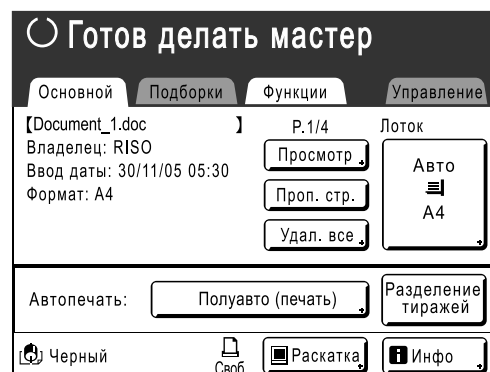 Готов делать мастер
Основной Подборки Функции Управление
【Document_1.doc 】 P.1/4 Лоток
Владелец: RISO
Ввод даты: 30/11/05 05:30
Формат: A4
Просмотр
Проп. стр.
Удал. все
Авто
A4
Автопечать: Полуавто (печать) Разделение
тиражей
Черный Своб Раскатка Инфо